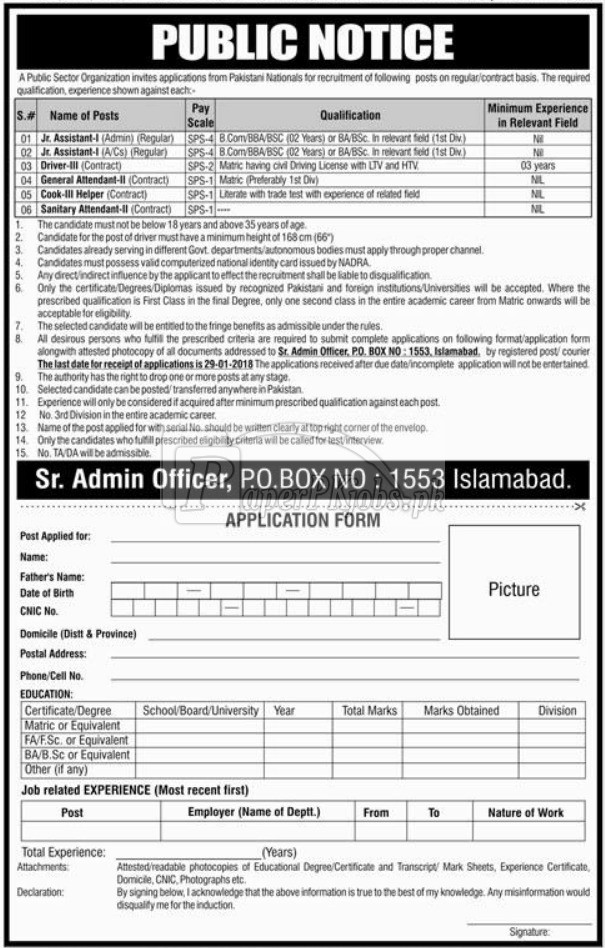 PUBLIC NOTICE
A Public Sector Organization invites applications from Pakistani Nationals for recruitment of following posts on regular/contract basis. The required
qualification, experience shown against each:-
S.# Name of Posts Pay Scale Qualification Minimum Experience in Relevant Field
01 Jr. Assistant-I (Admin) (Regular) SPS-4 B.Com/BBA/BSC (02 Years) or BA/BSc. In relevant field (1st Div.) Nil
02 Jr. Assistant-I (A/Cs) (Regular) SPS-4 B.Com/BBA/BSC (02 Years) or BA/BSc. In relevant field (1st Div.) Nil
03 Driver-III (Contract) SPS-2 Matric having civil Driving License with LTV and HTV. 03 years
04 General Attendant-II (Contract) SPS-1 Matric (Preferably 1st Div) NIL
05 Cook-III Helper (Contract) SPS-1 Literate with trade test with experience of related field NIL
06 Sanitary Attendant-II (Contract) SPS-1 ---- NIL
1. The candidate must not be below 18 years and above 35 years of age.
2. Candidate for the post of driver must have a minimum height of 168 cm (66")
3. Candidates already serving in different Govt. departments/autonomous bodies must apply through proper channel.
4. Candidates must possess valid computerized national identity card issued by NADRA.
5. Any direct/indirect influence by the applicant to effect the recruitment shall be liable to disqualification.
6. Only the certificate/Degrees/Diplomas issued by recognized Pakistani and foreign institutions/Universities will be accepted. Where the
prescribed qualification is First Class in the final Degree, only one second class in the entire academic career from Matric onwards will be
acceptable for eligibility.
7. The selected candidate will be entitled to the fringe benefits as admissible under the rules.
8. All desirous persons who fulfill the prescribed criteria are required to submit complete applications on following format/application form
alongwith attested photocopy of all documents addressed to Sr. Admin Officer, P.O. BOX NO : 1553, Islamabad. by registered post/ courier
The last date for receipt of applications is 29-01-2018 The applications received after due date/incomplete application will not be entertained.
9. The authority has the right to drop one or more posts at any stage.
10. Selected candidate can be posted/ transferred anywhere in Pakistan.
11. Experience will only be considered if acquired after minimum prescribed qualification against each post.
12 No. 3rd Division in the entire academic career.
13. Name of the post applied for with serial No. should be written clearly at top right corner of the envelop.
14. Only the candidates who fulfill prescribed eligibility criteria will be called for test/interview.
15. No. TA/DA will be admissible.
Sr. Admin Officer, P.O.BOX NO : 1553 Islamabad.
PaperPkJobs.pk
APPLICATION FORM
Post Applied for:
Name:
Father's Name:
Date of Birth
CNIC No.
Picture
Domicile (Distt & Province)
Postal Address:
Phone/Cell No.
EDUCATION:
Certificate/Degree School/Board/University Year Total Marks Marks Obtained Division
Matric or Equivalent
FA/F.Sc. or Equivalent
BA/B.Sc or Equivalent
Other (if any)
Job related EXPERIENCE (Most recent first)
Post Employer (Name of Deptt.) From To Nature of Work
Total Experience: (Years)
Attachments: Attested/readable photocopies of Educational Degree/Certificate and Transcript/ Mark Sheets, Experience Certificate,
Domicile, CNIC, Photographs etc.
Declaration: By signing below, I acknowledge that the above information is true to the best of my knowledge. Any misinformation would
disqualify me for the induction.
Signature: